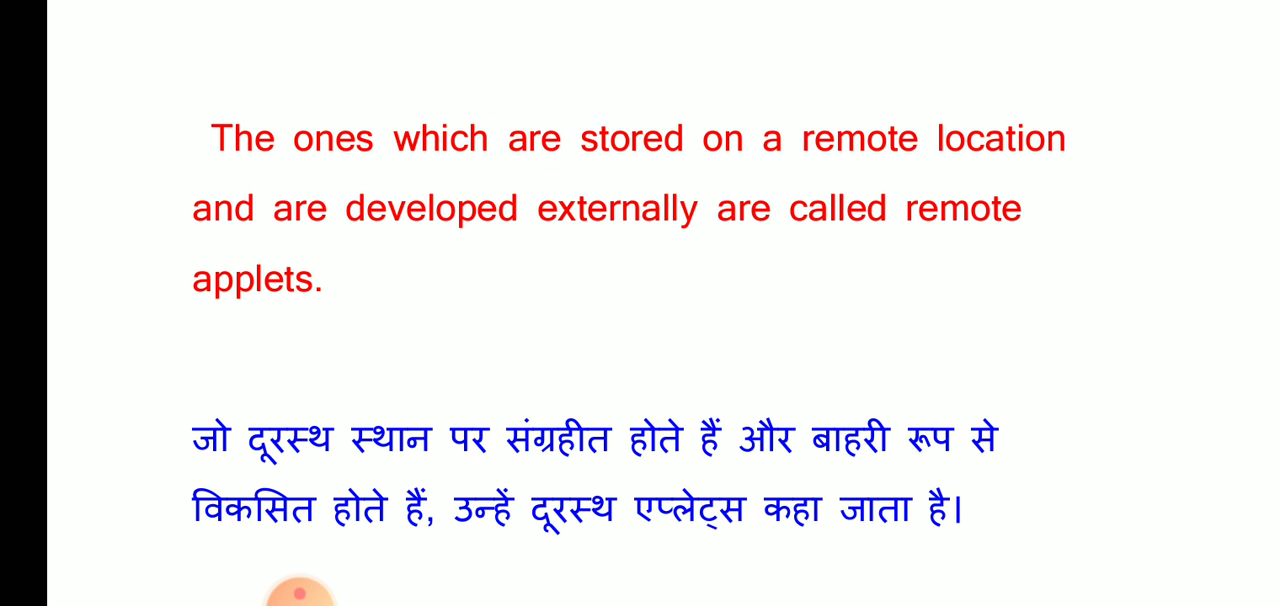 The ones which are stored on a remote location
and are developed externally are called remote
applets.
जो दूरस्थ स्थान पर संग्रहीत होते हैं और बाहरी रूप से
विकसित होते हैं, उन्हें दूरस्थ एप्लेट्स कहा जाता है।